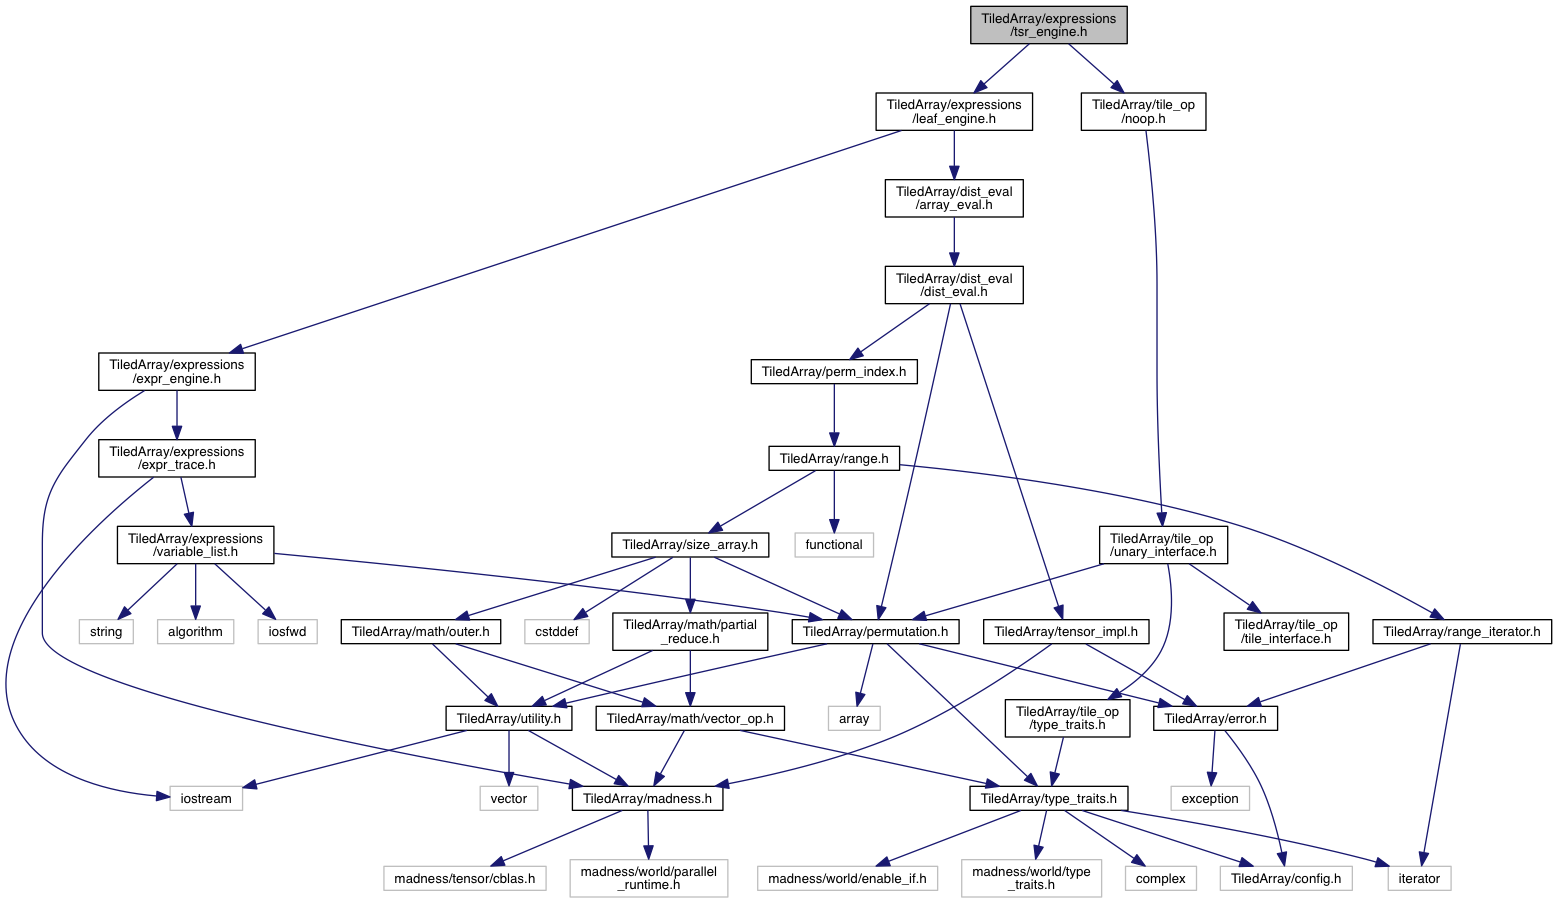 TiledArray/expressions
/tsr_engine.h
TiledArray/expressions
/leaf_engine.h
TiledArray/tile_op
/noop.h
TiledArray/dist_eval
/array_eval.h
TiledArray/dist_eval
/dist_eval.h
TiledArray/expressions
/expr_engine.h
TiledArray/perm_index.h
TiledArray/expressions
/expr_trace.h
TiledArray/range.h
TiledArray/expressions
/variable_list.h
TiledArray/size_array.h
functional
TiledArray/tile_op
/unary_interface.h
string
algorithm
iosfwd
TiledArray/math/outer.h
cstddef
TiledArray/math/partial
_reduce.h
TiledArray/permutation.h
TiledArray/tensor_impl.h
TiledArray/tile_op
/tile_interface.h
TiledArray/range_iterator.h
TiledArray/utility.h
TiledArray/math/vector_op.h
array
TiledArray/tile_op
/type_traits.h
TiledArray/error.h
iostream
vector
TiledArray/madness.h
TiledArray/type_traits.h
exception
madness/tensor/cblas.h
madness/world/parallel
_runtime.h
madness/world/enable_if.h
madness/world/type
_traits.h
complex
TiledArray/config.h
iterator